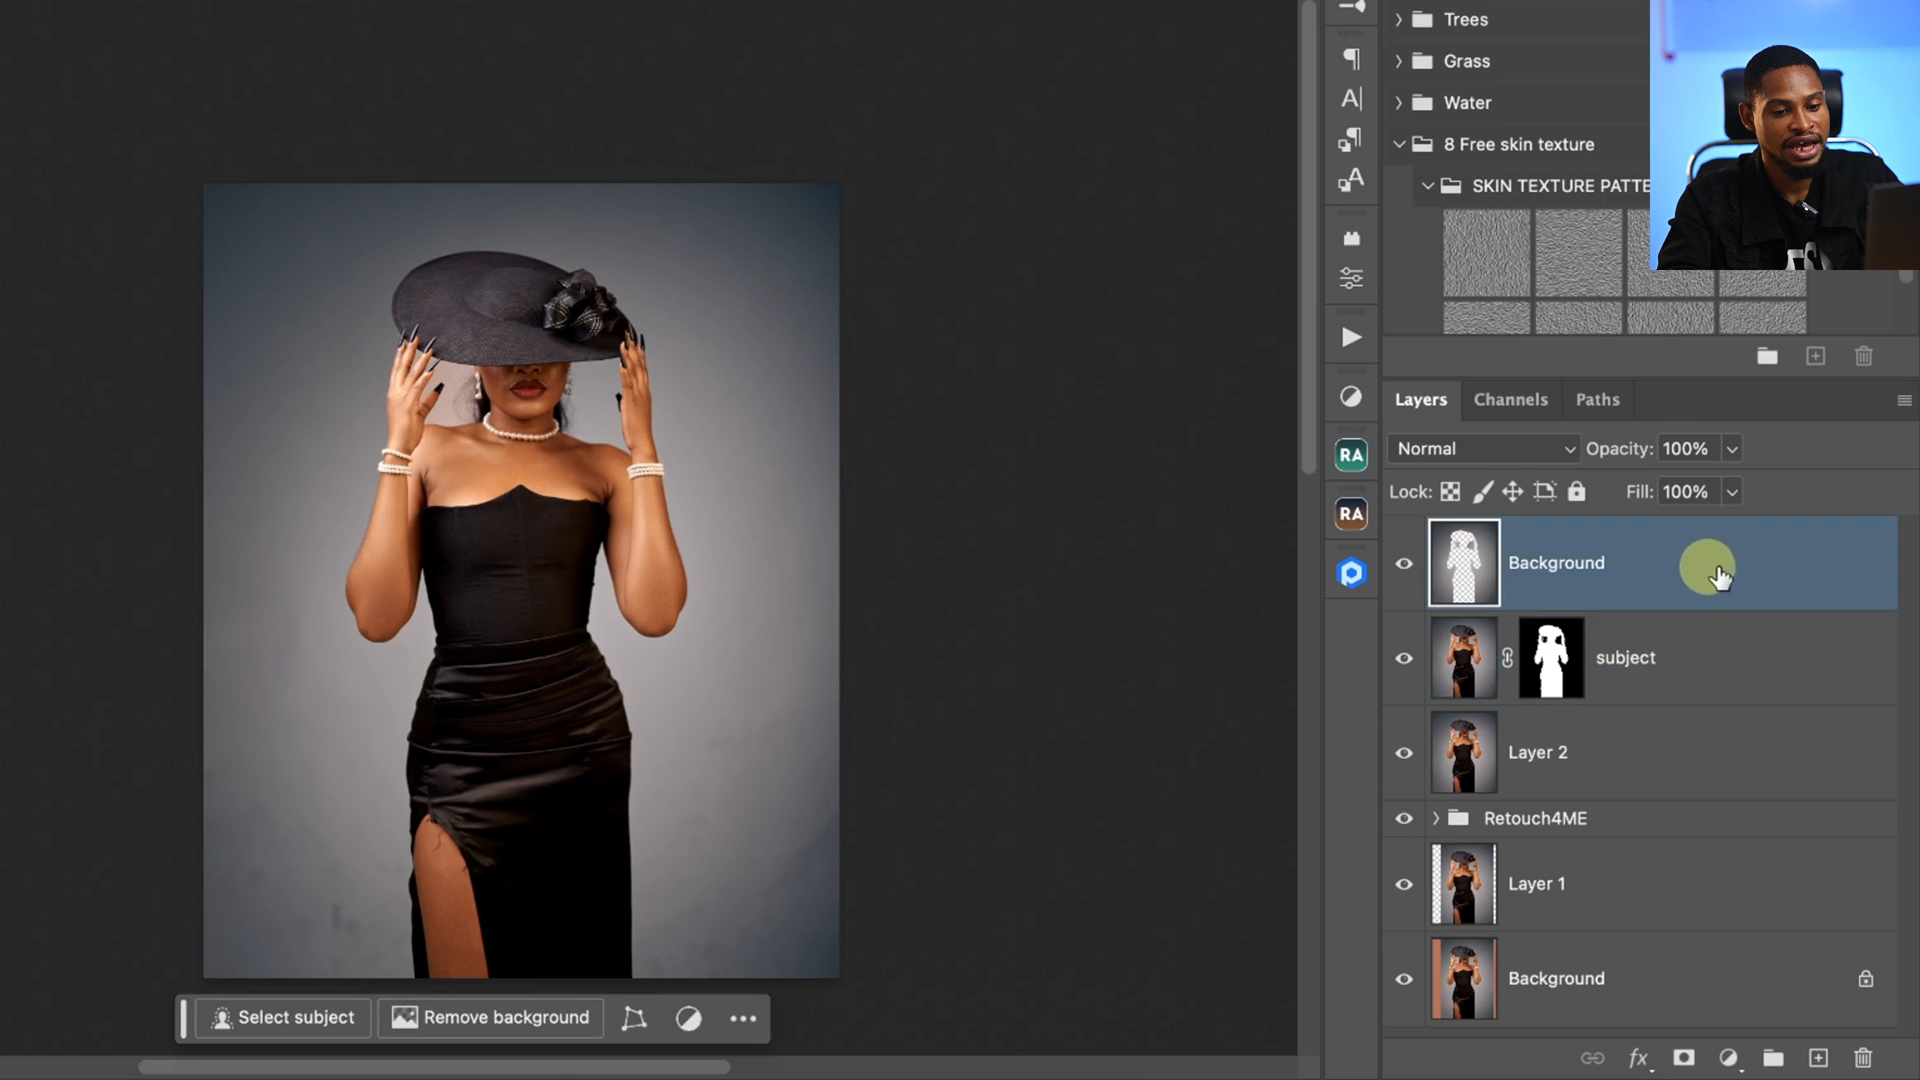 Trees
Grass
Water
8 Free skin texture
SKIN TEXTURE PATTE
A
A
RA
RA
Layers Channels Paths
Normal Opacity: 100%
Lock: Fill: 100%
Background
subject
Layer 2
Retouch4ME
Layer 1
Background
fx
Select subject Remove background